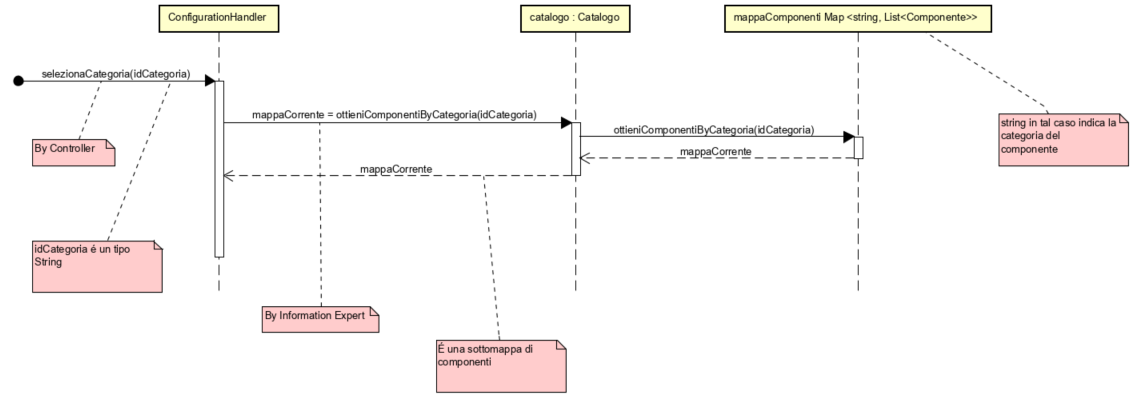 ConfigurationHandler
catalogo : Catalogo
mappaComponenti Map <string, List<Componente>>
selezionaCategoria(idCategoria)
mappaCorrente = ottieniComponentiByCategoria(idCategoria)
ottieniComponentiByCategoria(idCategoria)
mappaCorrente
mappaCorrente
string in tal caso indica la
categoria del
componente
By Controller
idCategoria é un tipo
String
By Information Expert
É una sottomappa di
componenti